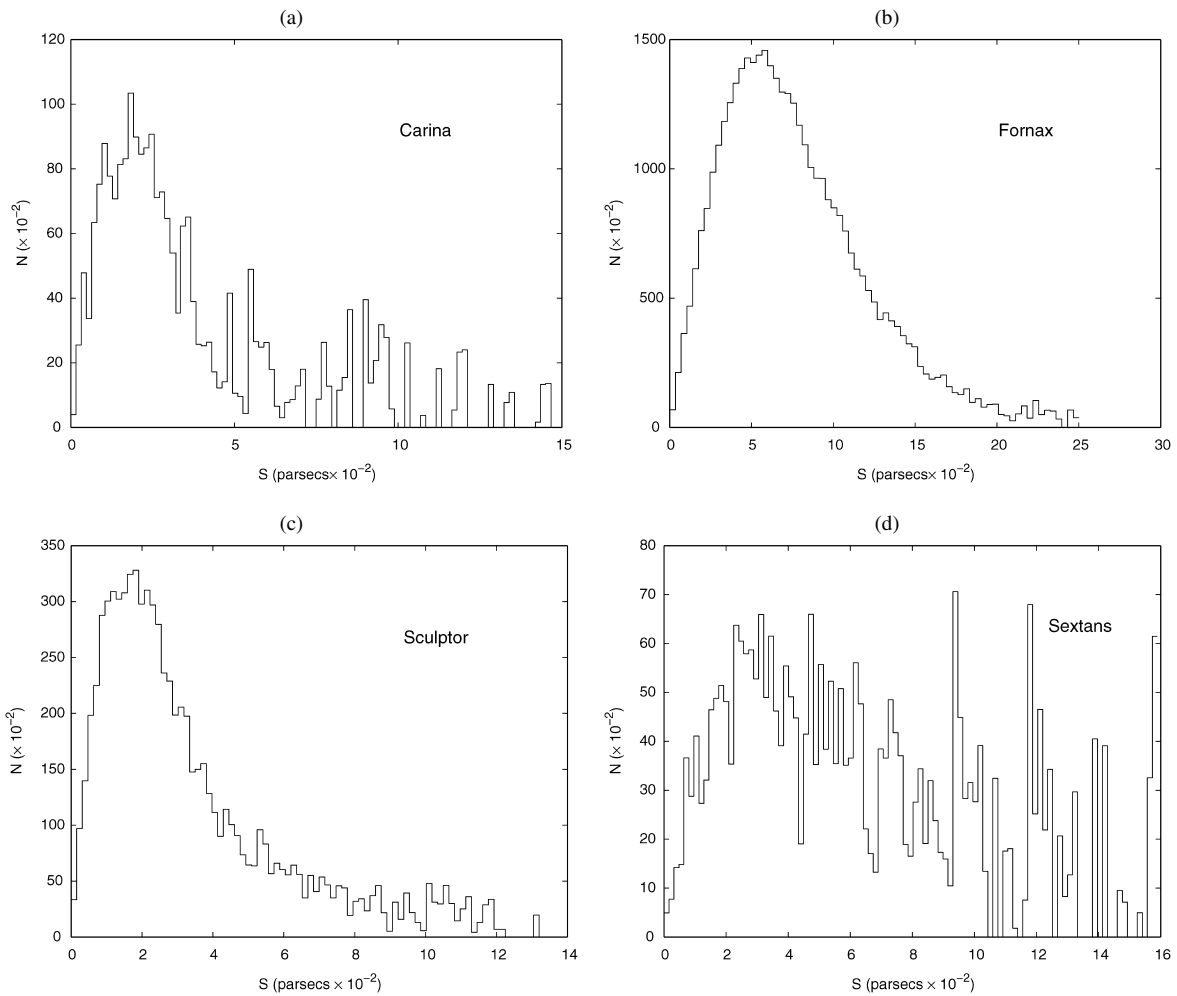 (a)
120
100
80
60
40
20
0
N (× 10⁻²)
Carina
0 5 10 15
S (parsecs× 10⁻²)
(b)
1500
1000
500
0
N (× 10⁻²)
Fornax
0 5 10 15 20 25 30
S (parsecs× 10⁻²)
(c)
350
300
250
200
150
100
50
0
N (× 10⁻²)
Sculptor
0 2 4 6 8 10 12 14
S (parsecs × 10⁻²)
(d)
80
70
60
50
40
30
20
10
0
N (× 10⁻²)
Sextans
0 2 4 6 8 10 12 14 16
S (parsecs × 10⁻²)